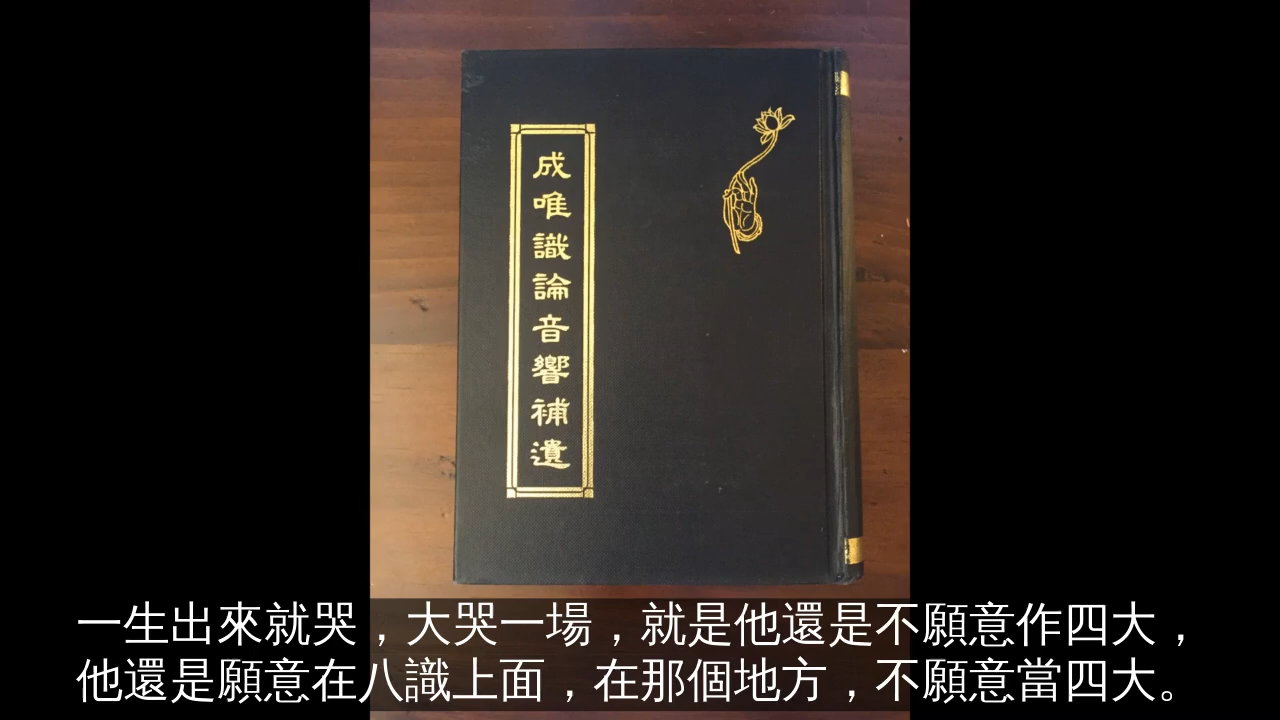 成唯識論音響補遺
一生出來就哭，大哭一場，就是他還是不願意作四大，
他還是願意在八識上面，在那個地方，不願意當四大。